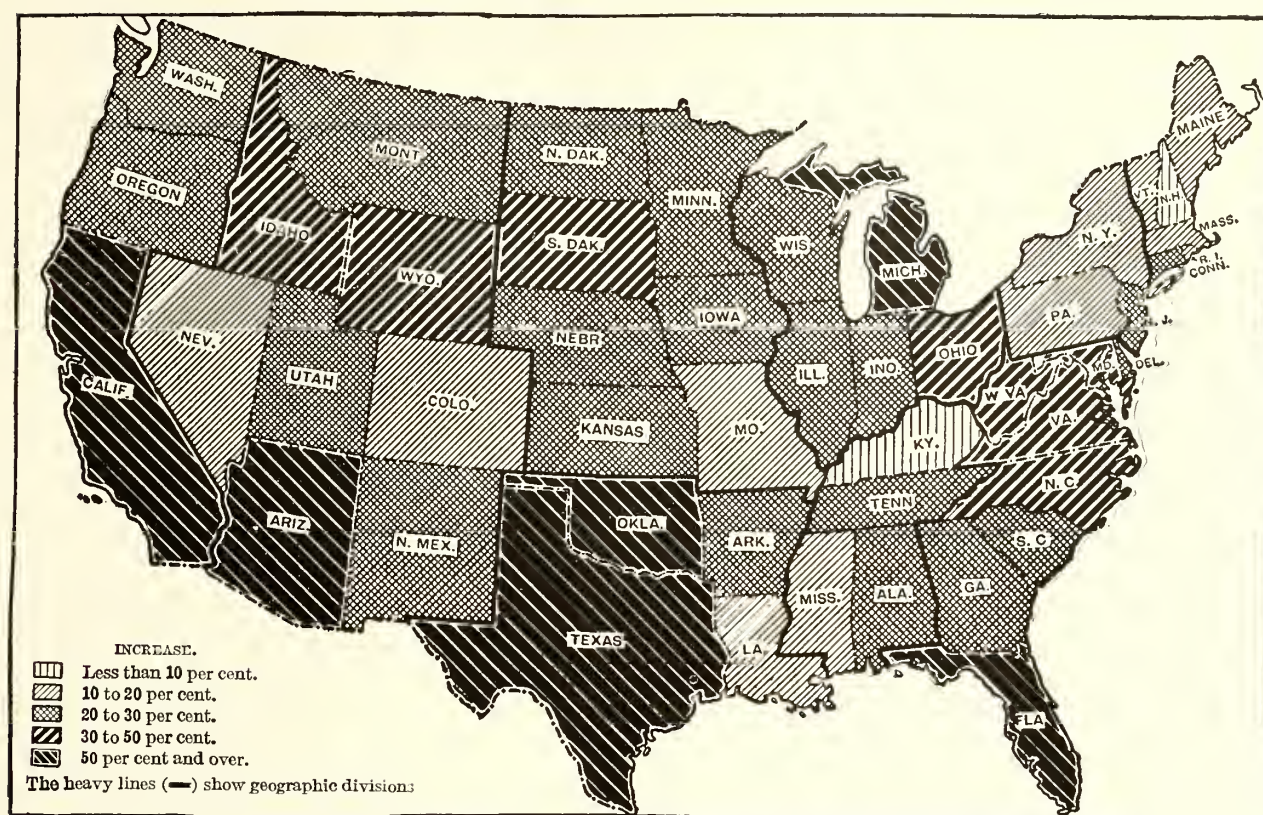 WASH.
MONT
N. DAK.
MINN.
MAINE
OREGON
IDAHO
WYO.
S. DAK.
WIS
MICH.
N. Y.
VT.
N.H.
MASS.
R. I.
CONN.
NEV.
UTAH
COLO.
NEBR
IOWA
ILL.
IND.
OHIO
PA.
N. J.
CALIF.
KANSAS
MO.
KY.
W VA
VA.
MD.
DEL.
ARIZ.
N. MEX.
OKLA.
ARK.
TENN
N. C.
S. C
TEXAS
LA.
MISS.
ALA.
GA.
FLA
INCREASE.
Less than 10 per cent.
10 to 20 per cent.
20 to 30 per cent.
30 to 50 per cent.
50 per cent and over.
The heavy lines (━) show geographic divisions